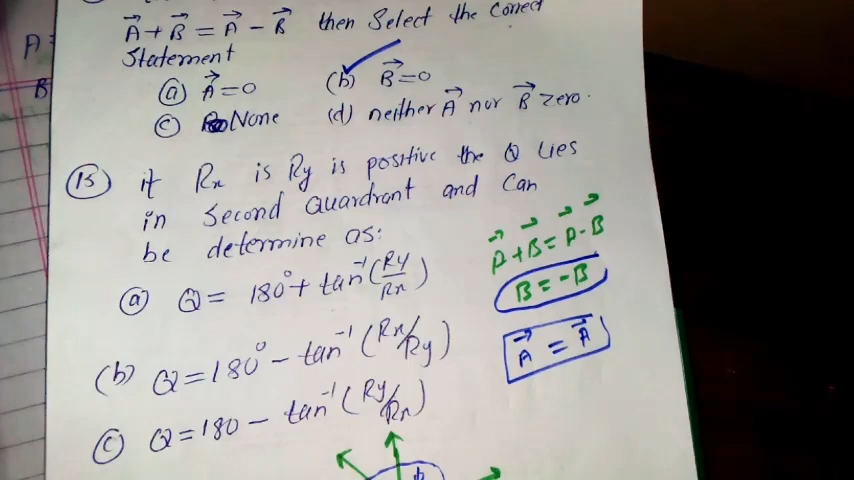 A⃗ + B⃗ = A⃗ - B⃗ then Select the Correct
Statement
(a) A⃗ = 0 (b) B⃗ = 0
(c) None (d) neither A⃗ nur B⃗ zero.
(15) if Rx is Ry is positive the Q lies
in second Quardrant and Can
be determine as:
(a) Q = 180° + tan⁻¹(Ry/Rx)
(b) Q = 180° - tan⁻¹(Rx/Ry)
(c) Q = 180 - tan⁻¹(Ry/Rx)
A⃗ + B⃗ = A⃗ - B⃗
B = -B
A⃗ = A⃗
A
B